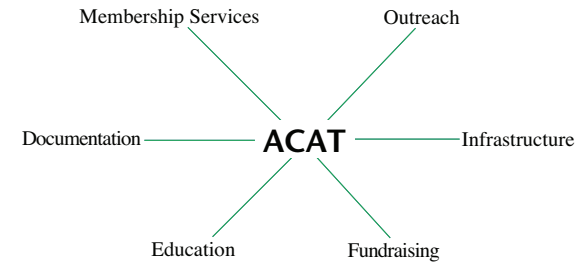 Membership Services
Outreach
Documentation
ACAT
Infrastructure
Education
Fundraising